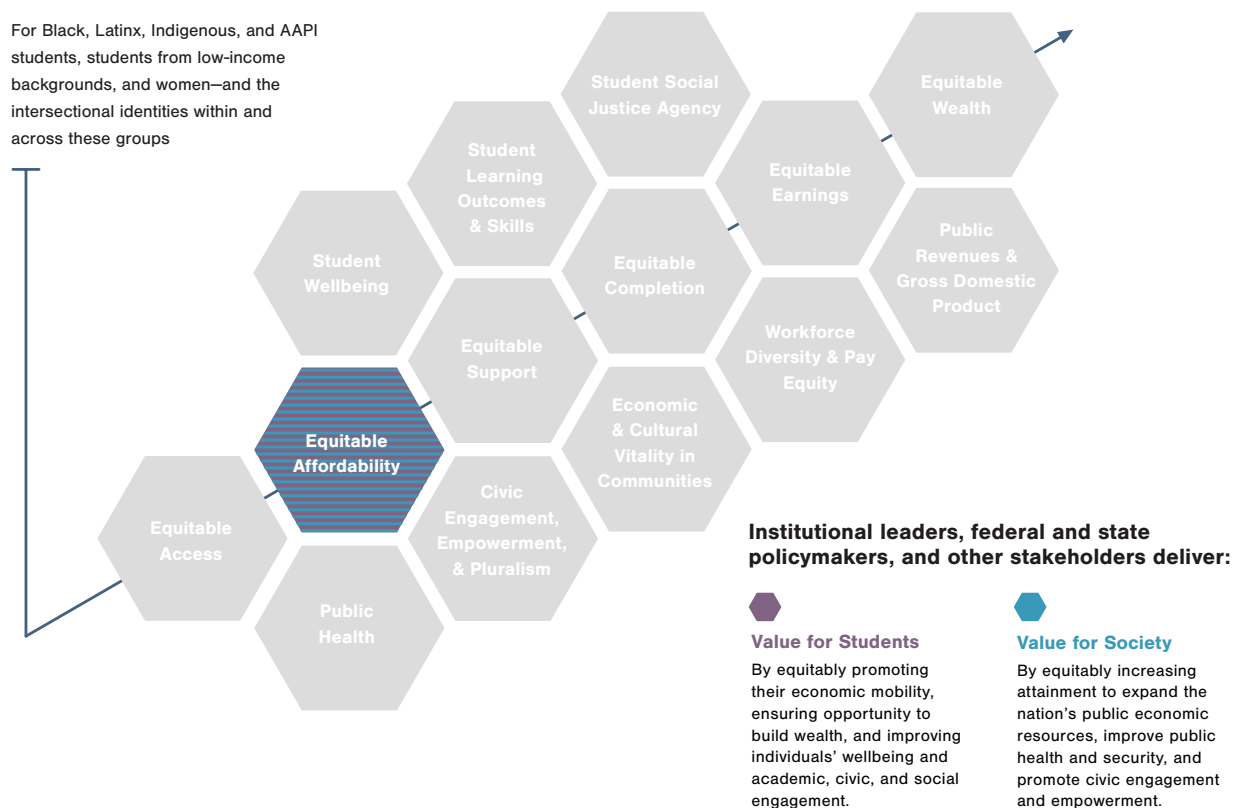 For Black, Latinx, Indigenous, and AAPI
students, students from low-income
backgrounds, and women—and the
intersectional identities within and
across these groups
Student Social
Justice Agency
Equitable
Wealth
Student
Learning
Outcomes
& Skills
Equitable
Earnings
Student
Wellbeing
Equitable
Completion
Public
Revenues &
Gross Domestic
Product
Equitable
Support
Workforce
Diversity & Pay
Equity
Equitable
Affordability
Economic
& Cultural
Vitality in
Communities
Equitable
Access
Civic
Engagement,
Empowerment,
& Pluralism
Public
Health
Institutional leaders, federal and state
policymakers, and other stakeholders deliver:
Value for Students
By equitably promoting
their economic mobility,
ensuring opportunity to
build wealth, and improving
individuals’ wellbeing and
academic, civic, and social
engagement.
Value for Society
By equitably increasing
attainment to expand the
nation’s public economic
resources, improve public
health and security, and
promote civic engagement
and empowerment.